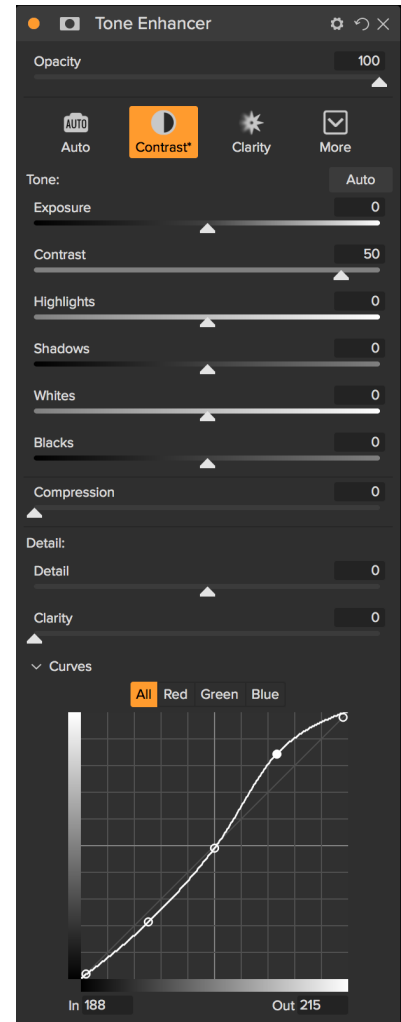 Tone Enhancer
Opacity 100
AUTO
Auto Contrast* Clarity More
Tone: Auto
Exposure 0
Contrast 50
Highlights 0
Shadows 0
Whites 0
Blacks 0
Compression 0
Detail:
Detail 0
Clarity 0
Curves
All Red Green Blue
In 188 Out 215